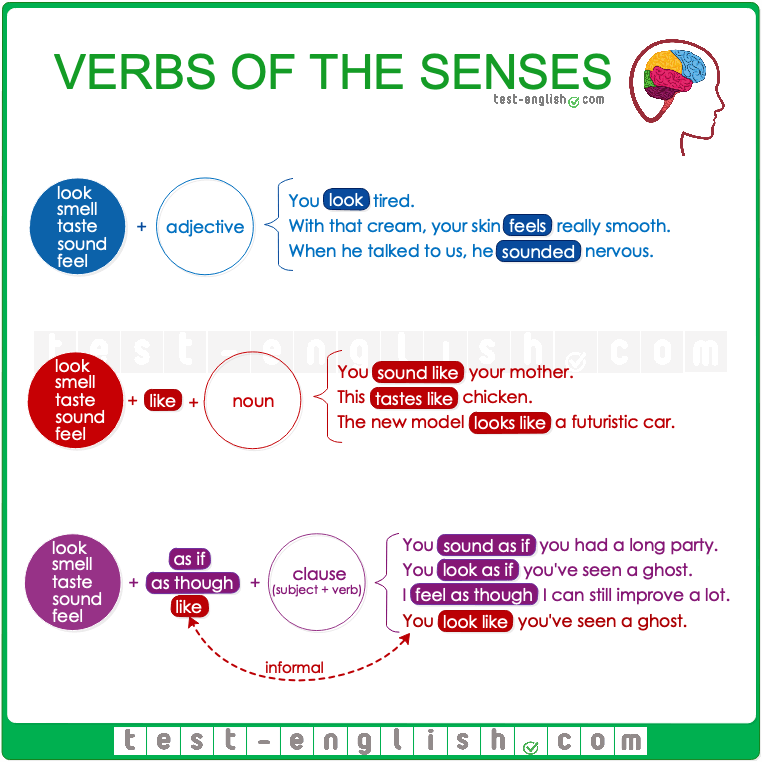 VERBS OF THE SENSES
test-english.com
look
smell
taste
sound
feel
+
adjective
You look tired.
With that cream, your skin feels really smooth.
When he talked to us, he sounded nervous.
test-english.com
look
smell
taste
sound
feel
+ like +
noun
You sound like your mother.
This tastes like chicken.
The new model looks like a futuristic car.
look
smell
taste
sound
feel
+
as if
as though
like
+
clause
(subject + verb)
You sound as if you had a long party.
You look as if you've seen a ghost.
I feel as though I can still improve a lot.
You look like you've seen a ghost.
informal
test-english.com